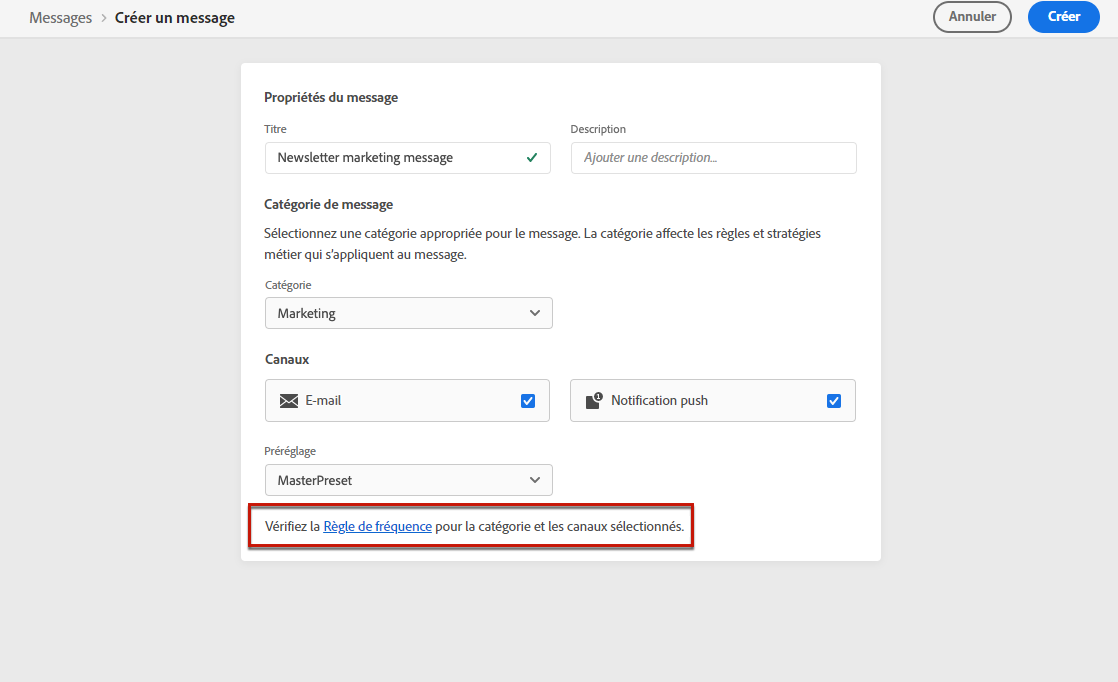 Messages > Créer un message
Annuler
Créer
Propriétés du message
Titre
Description
Newsletter marketing message
Ajouter une description...
Catégorie de message
Sélectionnez une catégorie appropriée pour le message. La catégorie affecte les règles et stratégies
métier qui s'appliquent au message.
Catégorie
Marketing
Canaux
E-mail
1
Notification push
Préréglage
MasterPreset
Vérifiez la Règle de fréquence pour la catégorie et les canaux sélectionnés.